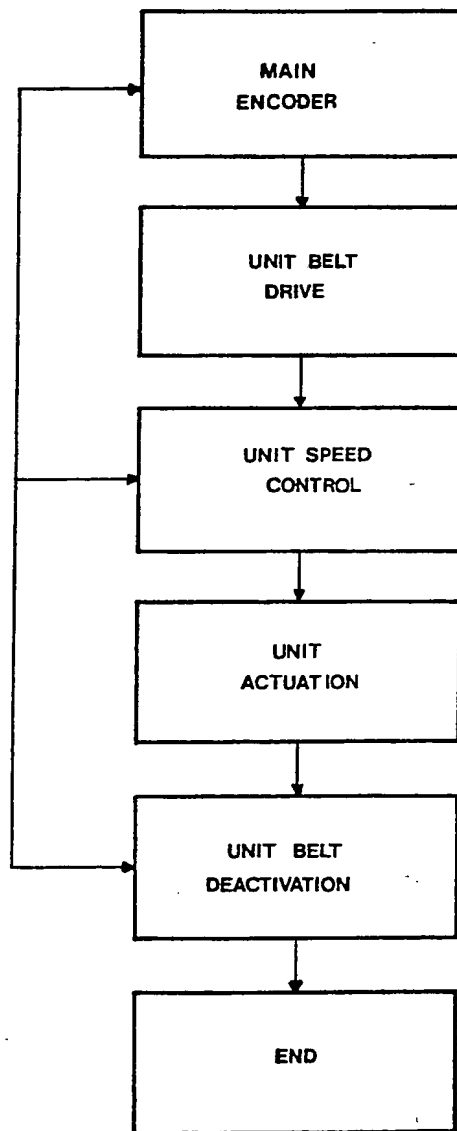 MAIN
ENCODER
UNIT BELT
DRIVE
UNIT SPEED
CONTROL
UNIT
ACTUATION
UNIT BELT
DEACTIVATION
END